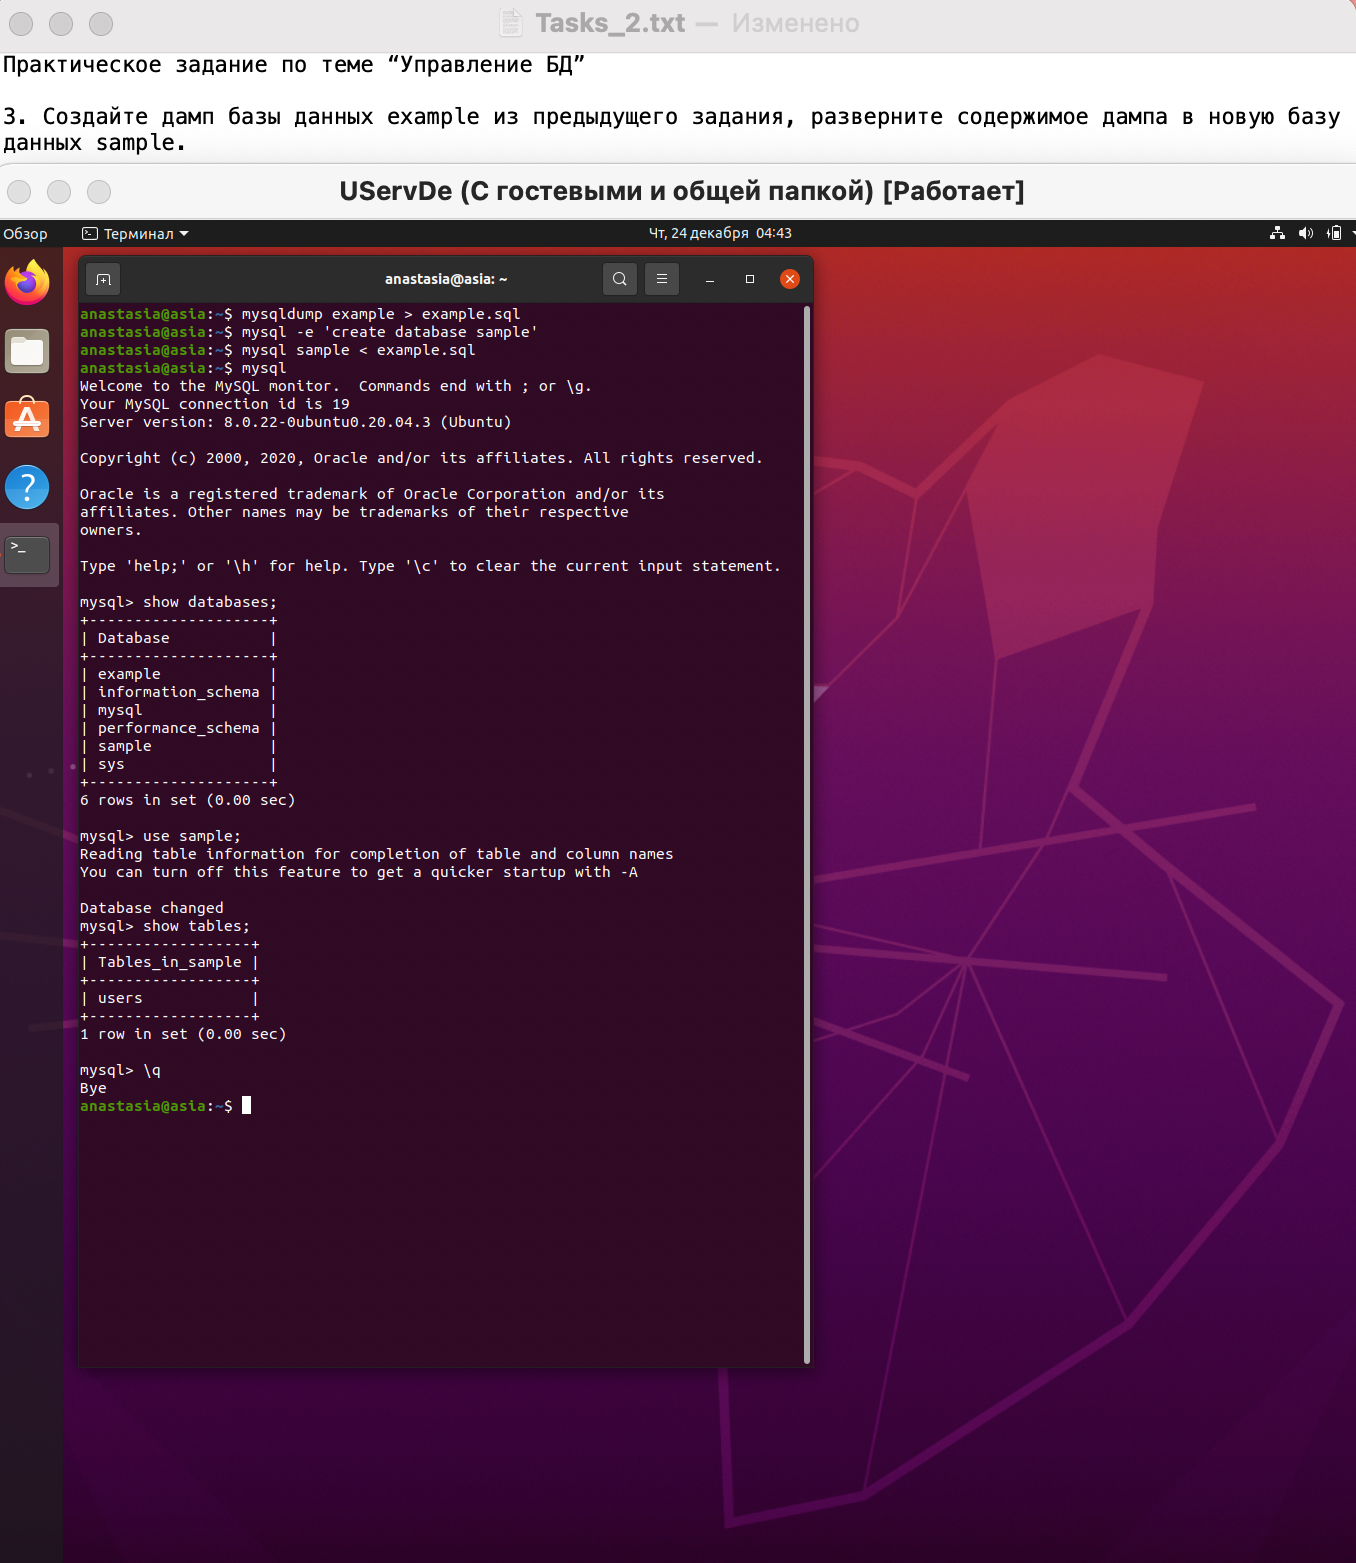 Tasks_2.txt — Изменено
Практическое задание по теме “Управление БД”
3. Создайте дамп базы данных example из предыдущего задания, разверните содержимое дампа в новую базу
данных sample.
UServDe (С гостевыми и общей папкой) [Работает]
Обзор Терминал Чт, 24 декабря 04:43
anastasia@asia: ~
anastasia@asia:~$ mysqldump example > example.sql
anastasia@asia:~$ mysql -e 'create database sample'
anastasia@asia:~$ mysql sample < example.sql
anastasia@asia:~$ mysql
Welcome to the MySQL monitor.  Commands end with ; or \g.
Your MySQL connection id is 19
Server version: 8.0.22-0ubuntu0.20.04.3 (Ubuntu)
Copyright (c) 2000, 2020, Oracle and/or its affiliates. All rights reserved.
Oracle is a registered trademark of Oracle Corporation and/or its
affiliates. Other names may be trademarks of their respective
owners.
Type 'help;' or '\h' for help. Type '\c' to clear the current input statement.
mysql> show databases;
+--------------------+
| Database           |
+--------------------+
| example            |
| information_schema |
| mysql              |
| performance_schema |
| sample             |
| sys                |
+--------------------+
6 rows in set (0.00 sec)
mysql> use sample;
Reading table information for completion of table and column names
You can turn off this feature to get a quicker startup with -A
Database changed
mysql> show tables;
+------------------+
| Tables_in_sample |
+------------------+
| users            |
+------------------+
1 row in set (0.00 sec)
mysql> \q
Bye
anastasia@asia:~$